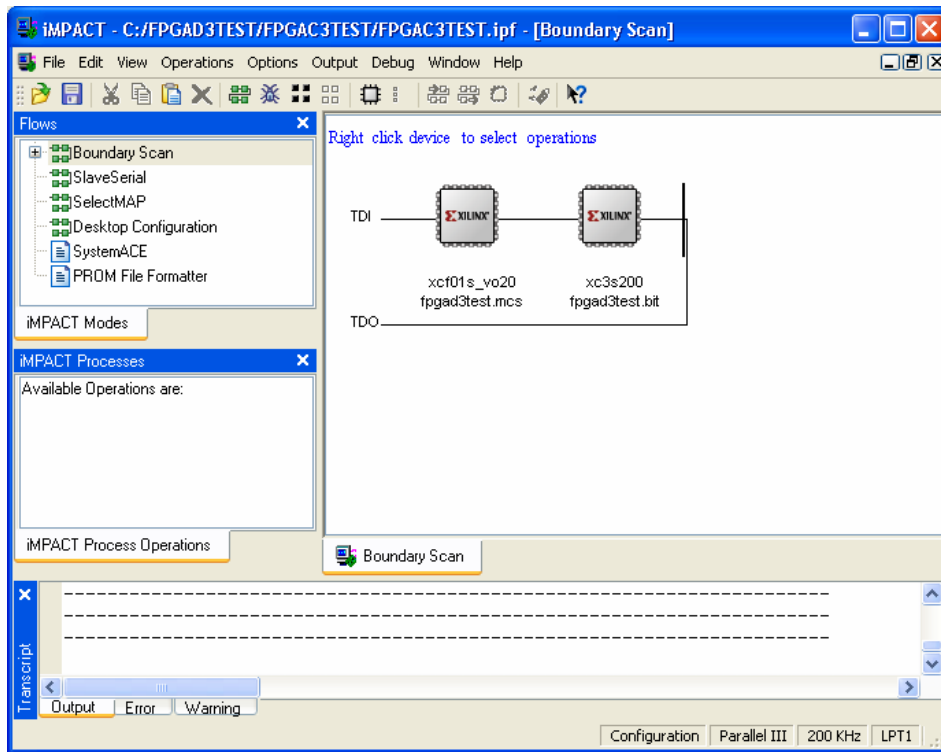 iMPACT - C:/FPGAD3TEST/FPGAC3TEST/FPGAC3TEST.ipf - [Boundary Scan]
File Edit View Operations Options Output Debug Window Help
Flows
Boundary Scan
SlaveSerial
SelectMAP
Desktop Configuration
SystemACE
PROM File Formatter
iMPACT Modes
iMPACT Processes
Available Operations are:
iMPACT Process Operations
Right click device to select operations
TDI
XILINX
XILINX
xcf01s_vo20
xc3s200
fpgad3test.mcs
fpgad3test.bit
TDO
Boundary Scan
Transcript
Output Error Warning
Configuration Parallel III 200 KHz LPT1